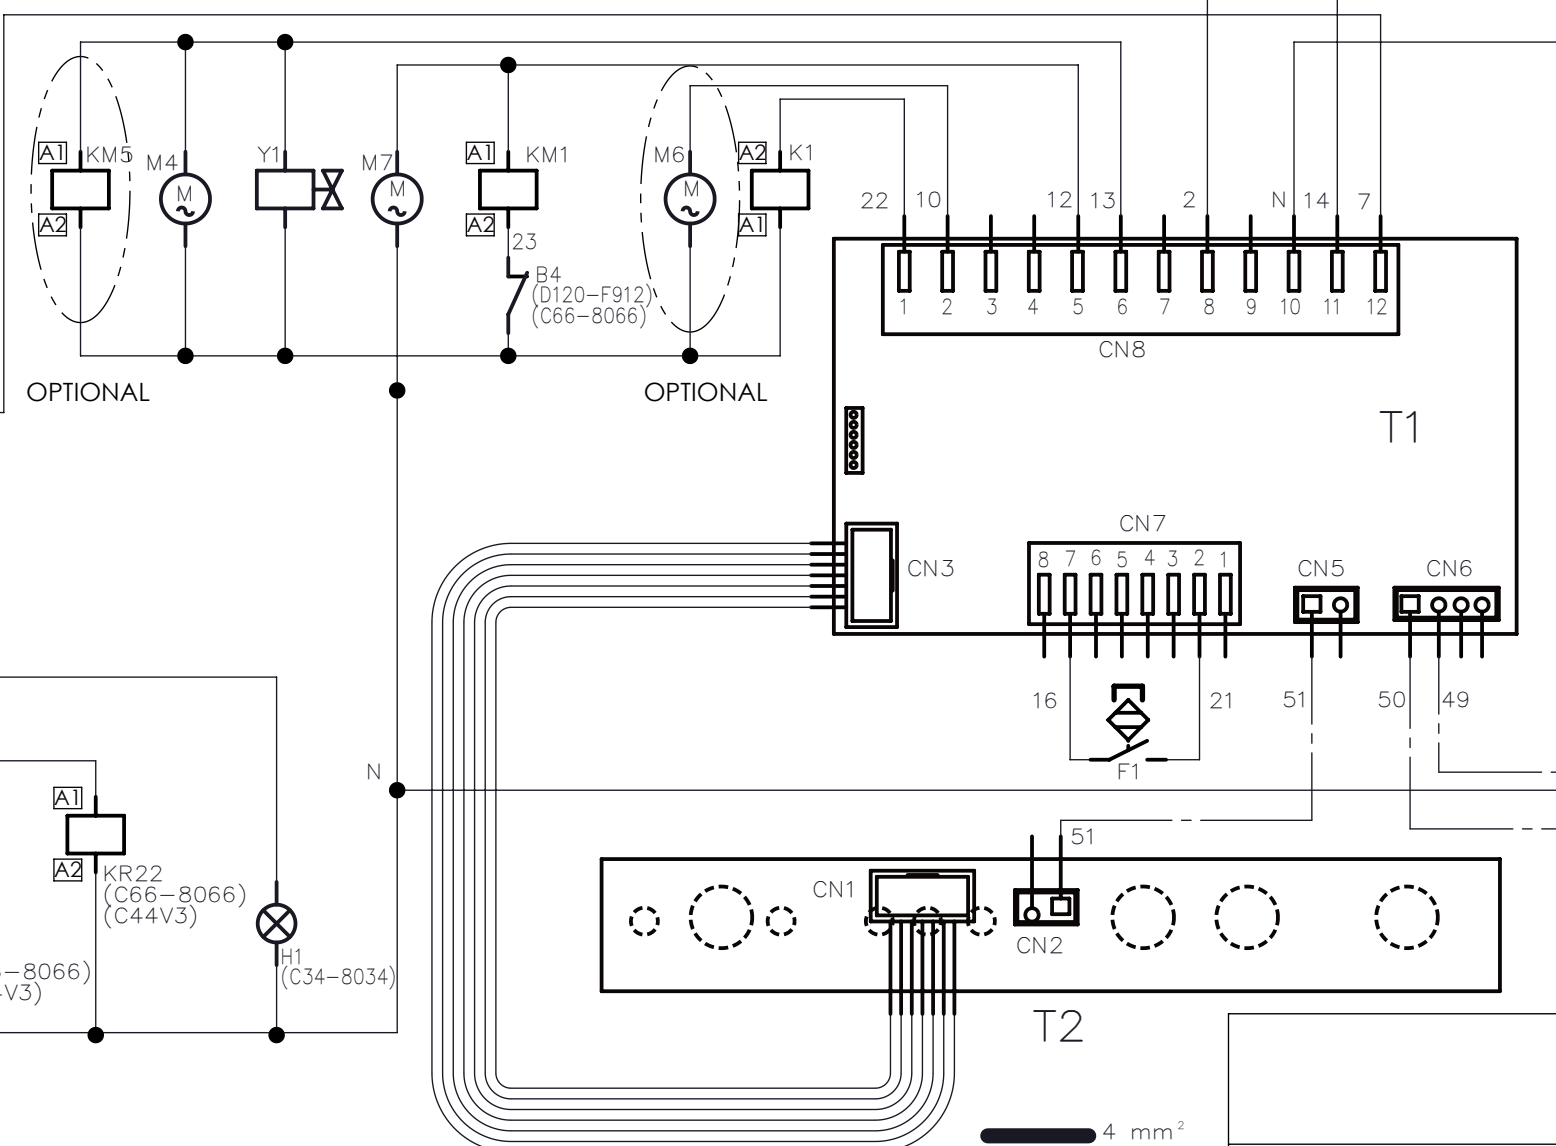 A1
KM5
A2
M4
M
Y1
M7
M
A1
KM1
A2
23
B4
(D120-F912)
(C66-8066)
M6
M
A2
K1
A1
OPTIONAL
OPTIONAL
22
10
12
13
2
N
14
7
1
2
3
4
5
6
7
8
9
10
11
12
CN8
T1
CN3
CN7
8
7
6
5
4
3
2
1
CN5
CN6
16
21
51
50
49
F1
N
A1
A2
KR22
(C66-8066)
(C44V3)
H1
(C34-8034)
-8066)
V3)
51
CN1
CN2
T2
4 mm²